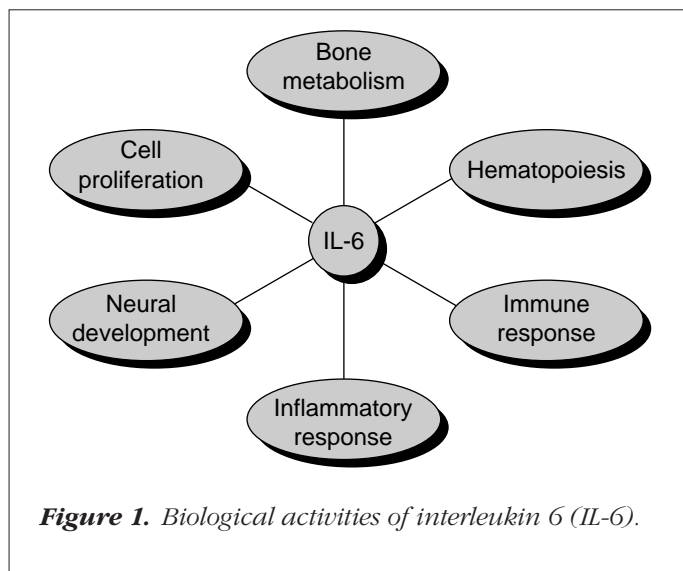 Bone
metabolism
Cell
proliferation
Hematopoiesis
IL-6
Neural
development
Immune
response
Inflammatory
response
Figure 1. Biological activities of interleukin 6 (IL-6).